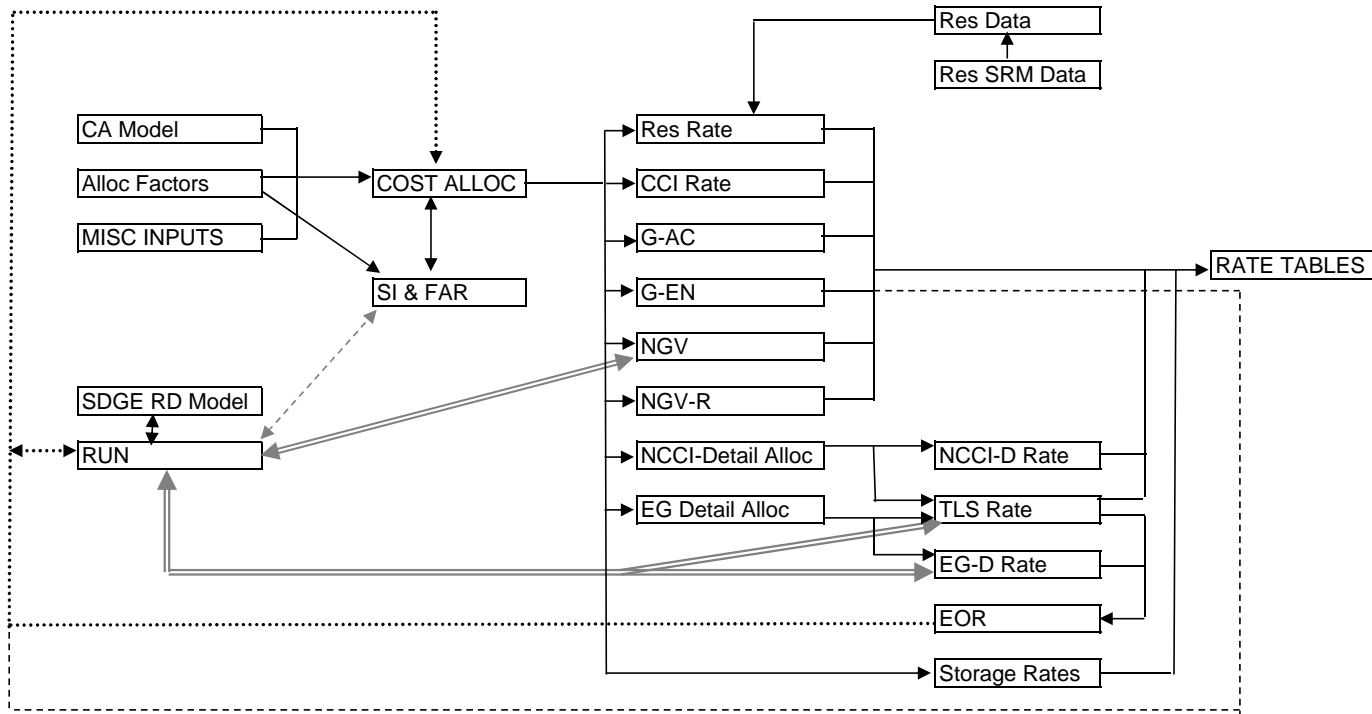 Res Data
Res SRM Data
CA Model
Res Rate
Alloc Factors
COST ALLOC
CCI Rate
MISC INPUTS
G-AC
RATE TABLES
SI & FAR
G-EN
NGV
SDGE RD Model
NGV-R
RUN
NCCI-Detail Alloc
NCCI-D Rate
EG Detail Alloc
TLS Rate
EG-D Rate
EOR
Storage Rates